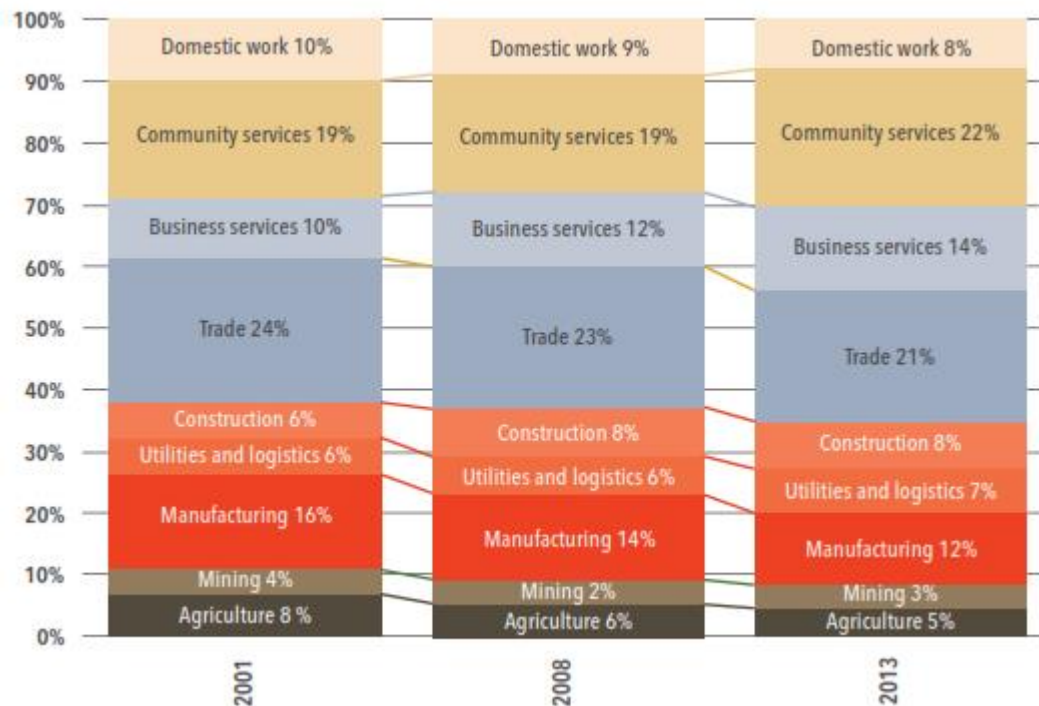 100%
90%
80%
70%
60%
50%
40%
30%
20%
10%
0%
Domestic work 10%
Community services 19%
Business services 10%
Trade 24%
Construction 6%
Utilities and logistics 6%
Manufacturing 16%
Mining 4%
Agriculture 8 %
2001
Domestic work 9%
Community services 19%
Business services 12%
Trade 23%
Construction 8%
Utilities and logistics 6%
Manufacturing 14%
Mining 2%
Agriculture 6%
2008
Domestic work 8%
Community services 22%
Business services 14%
Trade 21%
Construction 8%
Utilities and logistics 7%
Manufacturing 12%
Mining 3%
Agriculture 5%
2013